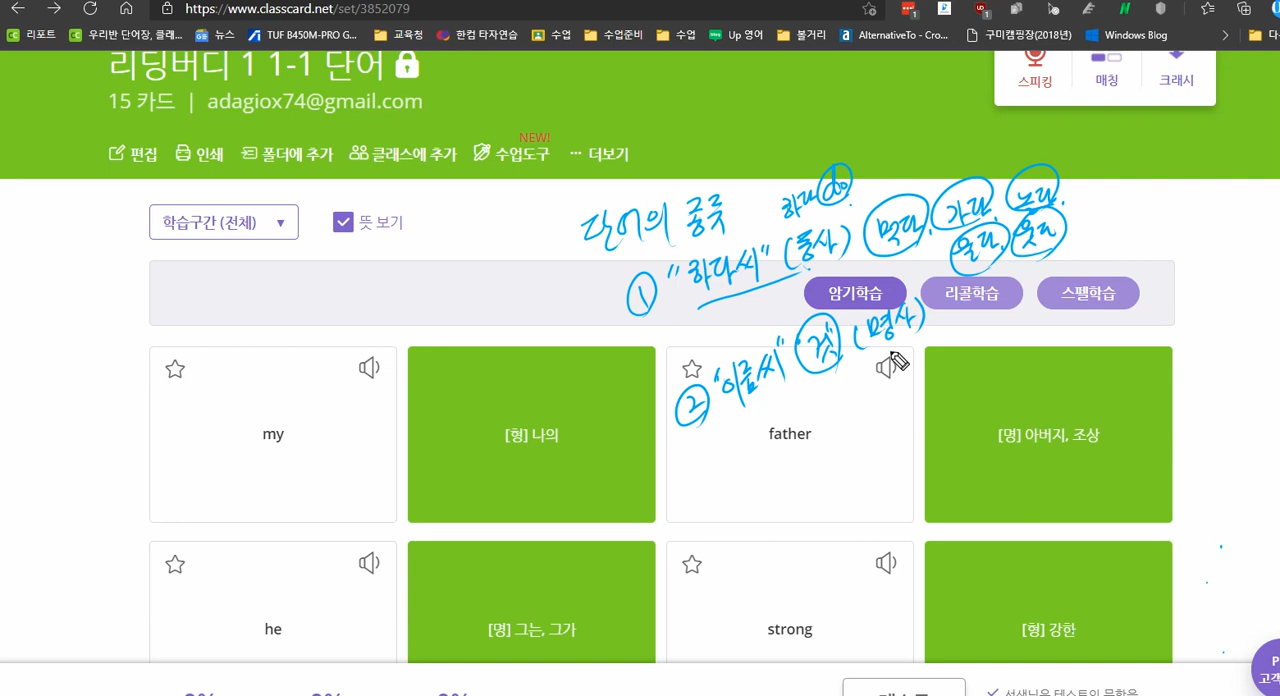 https://www.classcard.net/set/3852079
리포트 우리반 단어장, 클래... 뉴스 TUF B450M-PRO G... 교육청 한컴 타자연습 수업 수업준비 수업 Up 영어 볼거리 AlternativeTo - Cro... 구미캠핑장(2018년) Windows Blog
리딩버디 1 1-1 단어
15 카드 | adagiox74@gmail.com
스피킹 매칭 크래시
NEW!
편집 인쇄 폴더에 추가 클래스에 추가 수업도구 ··· 더보기
학습구간 (전체) ▼ 뜻 보기
단어의 종류 하다 do.
① "하다씨" (동사) 먹다, 가다, 노다.
울다, 웃다
암기학습 리콜학습 스펠학습
② "이름씨" "것" (명사)
my [형] 나의 father [명] 아버지, 조상
he [명] 그는, 그가 strong [형] 강한
고객